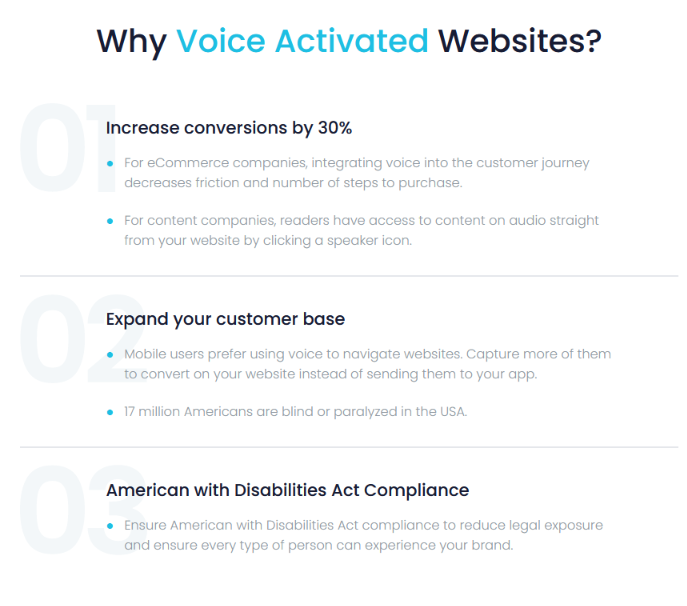 Why Voice Activated Websites?
01
Increase conversions by 30%
For eCommerce companies, integrating voice into the customer journey
decreases friction and number of steps to purchase.
For content companies, readers have access to content on audio straight
from your website by clicking a speaker icon.
02
Expand your customer base
Mobile users prefer using voice to navigate websites. Capture more of them
to convert on your website instead of sending them to your app.
17 million Americans are blind or paralyzed in the USA.
03
American with Disabilities Act Compliance
Ensure American with Disabilities Act compliance to reduce legal exposure
and ensure every type of person can experience your brand.